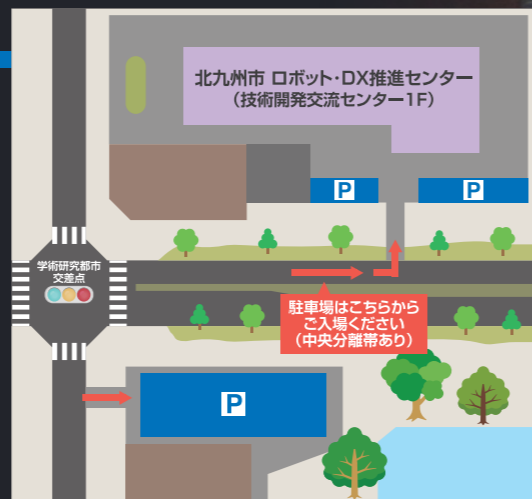 北九州市 ロボット・DX推進センター
（技術開発交流センター1F）
P
P
学術研究都市
交差点
駐車場はこちらから
ご入場ください
（中央分離帯あり）
P